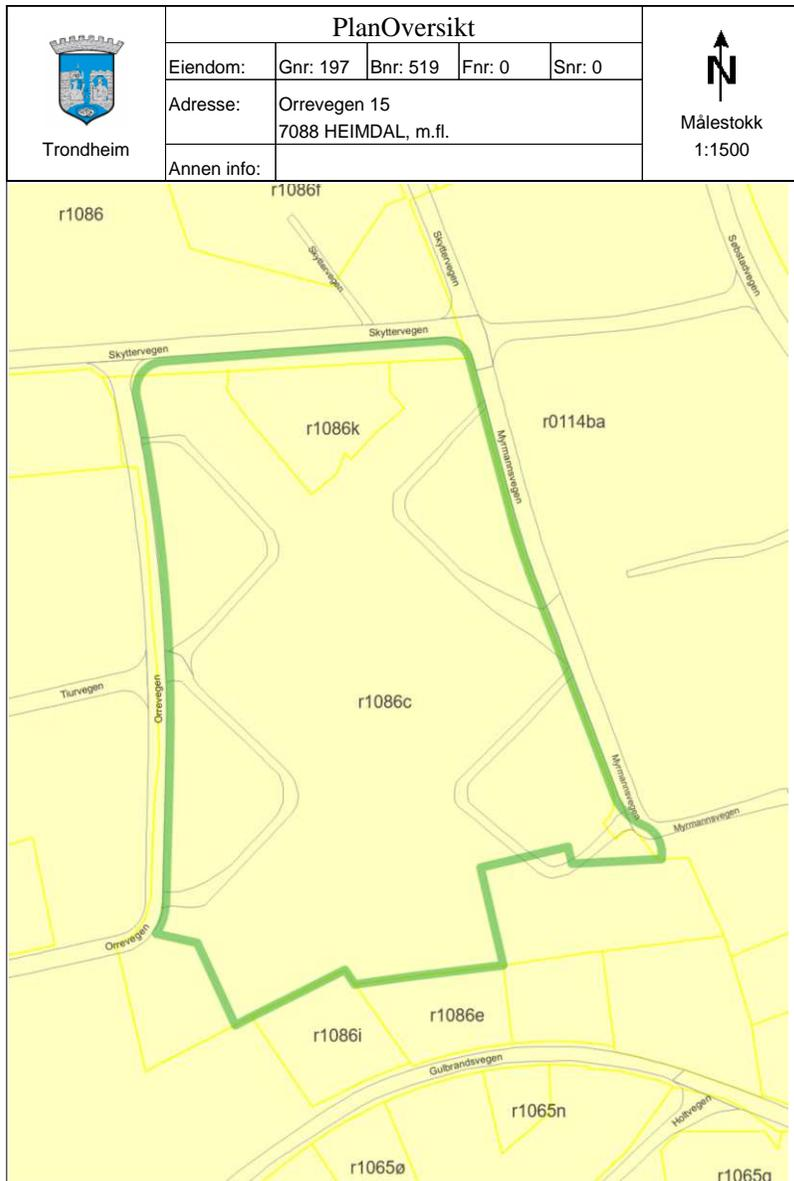 PlanOversikt
Eiendom: Gnr: 197 Bnr: 519 Fnr: 0 Snr: 0
Adresse: Orrevegen 15
7088 HEIMDAL, m.fl.
Annen info:
Trondheim
N
Målestokk
1:1500
r1086f
r1086
Skyttervegen
Skyttervegen
Søbstadvegen
Skyttervegen
Skyttervegen
r1086k
r0114ba
Myrmannsvegen
Tiurvegen
Orrevegen
r1086c
Myrmannsvegen
Myrmannsvegen
Orrevegen
r1086e
r1086i
Gulbrandsvegen
Holtvegen
r1065n
r1065ø
r1065g